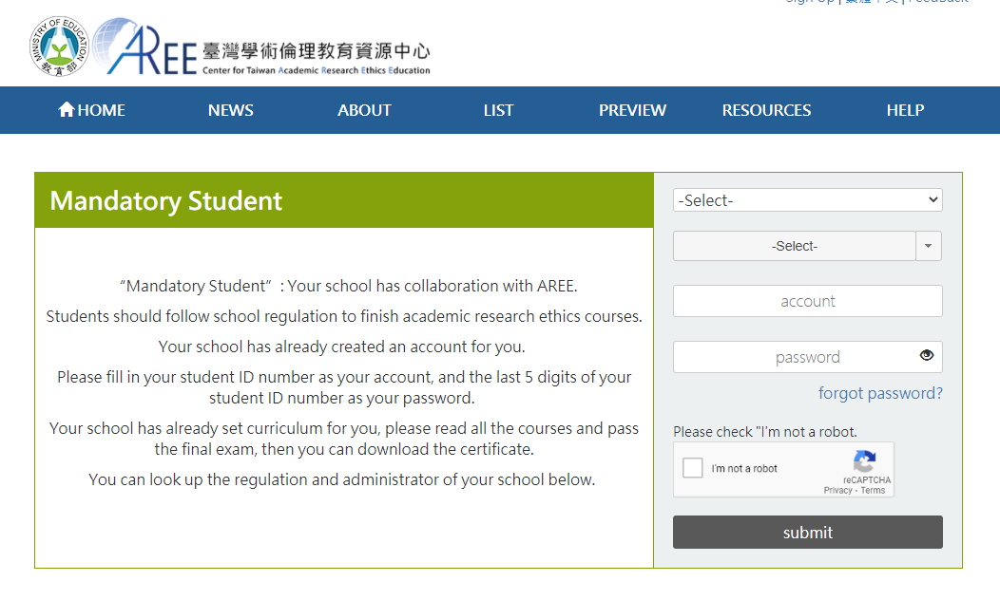 Sign Up | 繁體中文 | Feedback
MINISTRY OF EDUCATION
教育部
AREE 臺灣學術倫理教育資源中心
Center for Taiwan Academic Research Ethics Education
HOME NEWS ABOUT LIST PREVIEW RESOURCES HELP
Mandatory Student
“Mandatory Student” : Your school has collaboration with AREE.
Students should follow school regulation to finish academic research ethics courses.
Your school has already created an account for you.
Please fill in your student ID number as your account, and the last 5 digits of your
student ID number as your password.
Your school has already set curriculum for you, please read all the courses and pass
the final exam, then you can download the certificate.
You can look up the regulation and administrator of your school below.
-Select-
-Select-
account
password
forgot password?
Please check "I'm not a robot.
I'm not a robot
reCAPTCHA
Privacy - Terms
submit